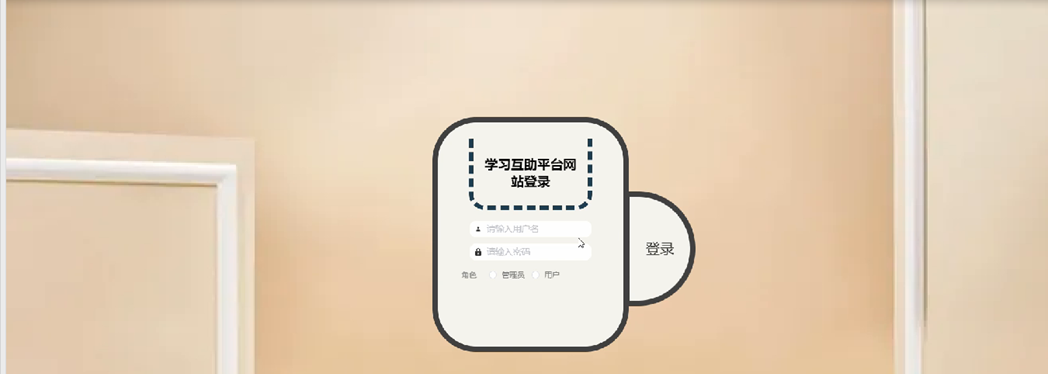 学习互助平台网
站登录
请输入用户名
请输入密码
角色 管理员 用户
登录